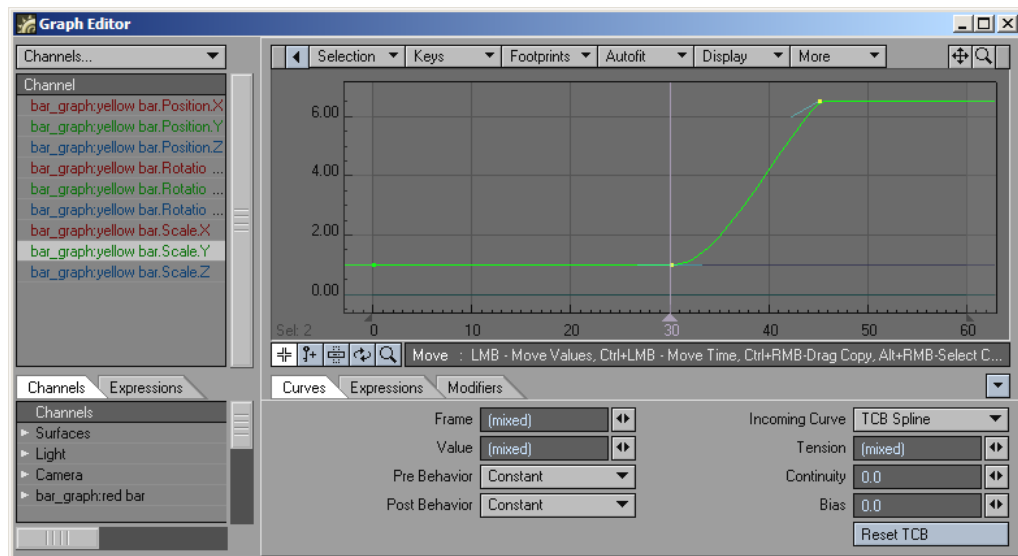 Graph Editor
Channels...
Selection Keys Footprints Autofit Display More
Channel
bar_graph:yellow bar.Position.X
bar_graph:yellow bar.Position.Y
bar_graph:yellow bar.Position.Z
bar_graph:yellow bar.Rotatio ...
bar_graph:yellow bar.Rotatio ...
bar_graph:yellow bar.Rotatio ...
bar_graph:yellow bar.Scale.X
bar_graph:yellow bar.Scale.Y
bar_graph:yellow bar.Scale.Z
6.00
4.00
2.00
0.00
Sel: 2 0 10 20 30 40 50 60
Move : LMB - Move Values, Ctrl+LMB - Move Time, Ctrl+RMB-Drag Copy, Alt+RMB-Select C...
Channels Expressions
Channels
Surfaces
Light
Camera
bar_graph:red bar
Curves Expressions Modifiers
Frame (mixed)
Value (mixed)
Pre Behavior Constant
Post Behavior Constant
Incoming Curve TCB Spline
Tension (mixed)
Continuity 0.0
Bias 0.0
Reset TCB